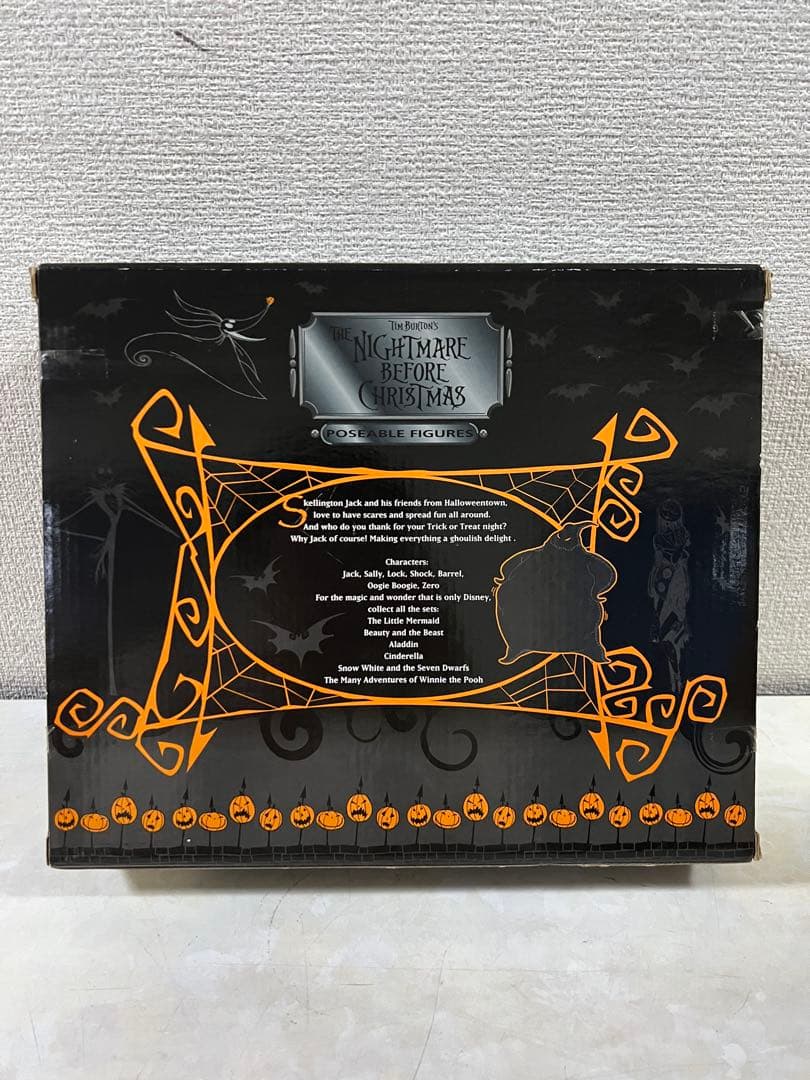 TIM BURTON'S
THE NIGHTMARE
BEFORE
CHRISTMAS
POSEABLE FIGURES
Skellington Jack and his friends from Halloweentown,
love to have scares and spread fun all around.
And who do you thank for your Trick or Treat night?
Why Jack of course! Making everything a ghoulish delight .
Characters:
Jack, Sally, Lock, Shock, Barrel,
Oogie Boogie, Zero
For the magic and wonder that is only Disney,
collect all the sets:
The Little Mermaid
Beauty and the Beast
Aladdin
Cinderella
Snow White and the Seven Dwarfs
The Many Adventures of Winnie the Pooh